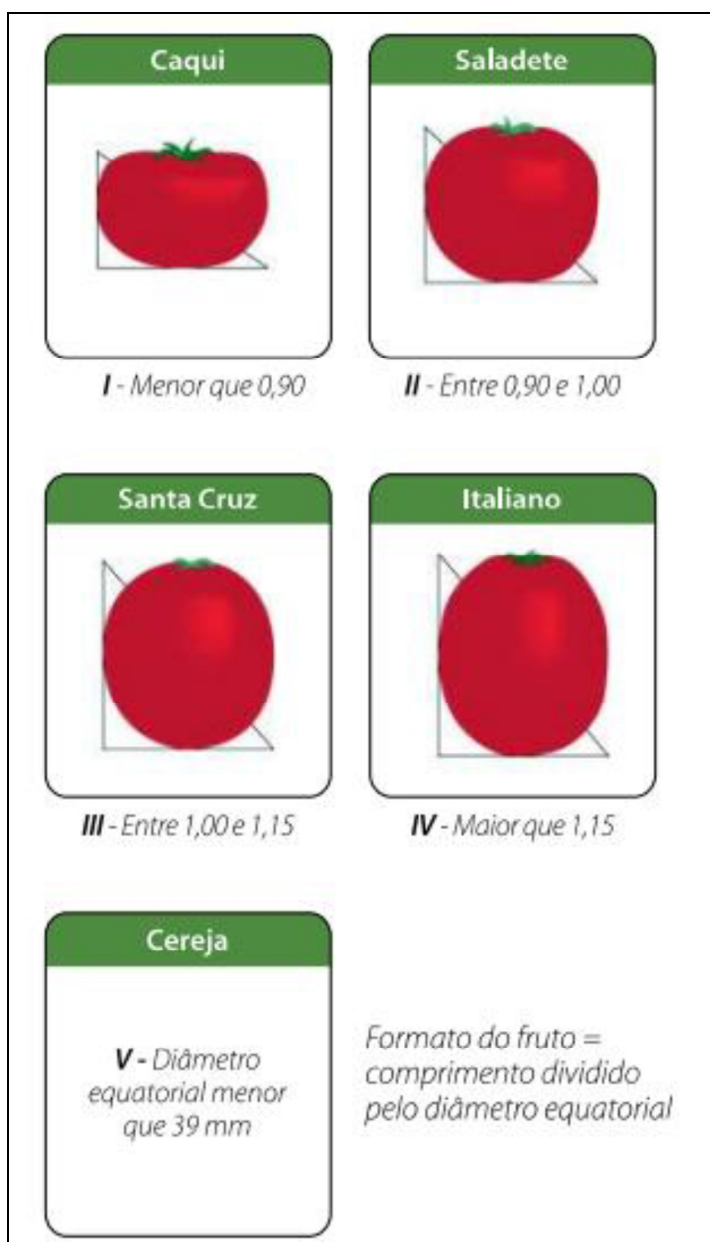 Caqui
Saladete
I - Menor que 0,90
II - Entre 0,90 e 1,00
Santa Cruz
Italiano
III - Entre 1,00 e 1,15
IV - Maior que 1,15
Cereja
V - Diâmetro
equatorial menor
que 39 mm
Formato do fruto =
comprimento dividido
pelo diâmetro equatorial